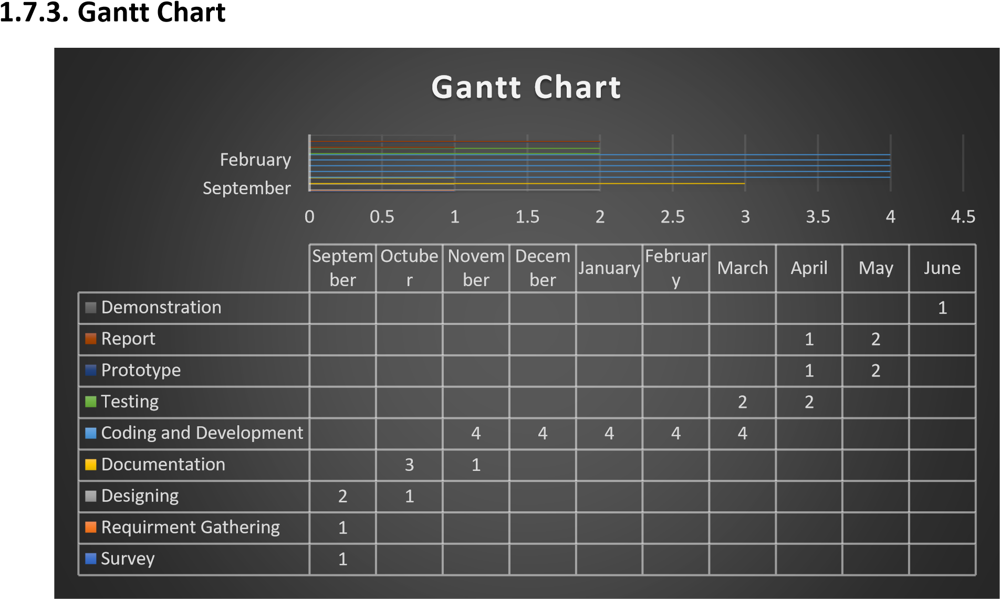 1.7.3. Gantt Chart
Gantt Chart
February
September
0 0.5 1 1.5 2 2.5 3 3.5 4 4.5
Septem
ber
Octube
r
Novem
ber
Decem
ber
January
Februar
y
March
April
May
June
Demonstration 1
Report 1 2
Prototype 1 2
Testing 2 2
Coding and Development 4 4 4 4 4
Documentation 3 1
Designing 2 1
Requirment Gathering 1
Survey 1